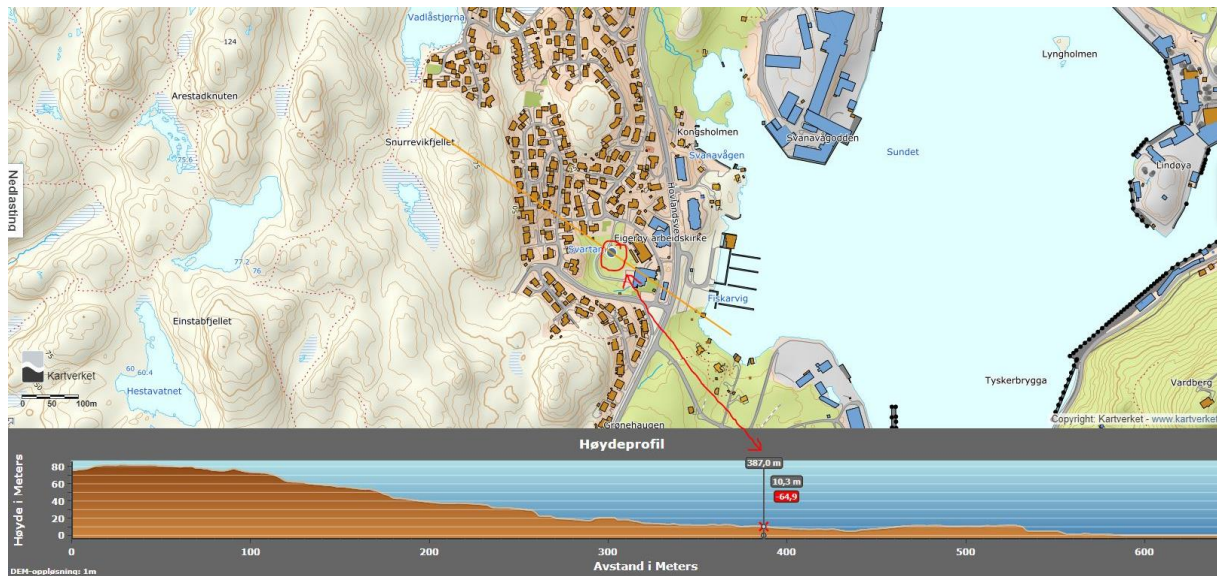 Vadlåstjørna
124
Lyngholmen
Arestadknuten
Kongsholmen
Svanavågodden
Snurrevikfjellet
Svanavågen
Sundet
75.6
Lindøya
Nedlasting
Hovlandsve
Eigerøy arbeidskirke
Svartar
77.2
76
Fiskarvig
Einstabfjellet
75
Kartverket
60
60.4
Hestavatnet
Tyskerbrygga
Vardberg
0 50 100m
Copyright: Kartverket - www.kartverket
Grønehaugen
Høydeprofil
387,0 m
10,3 m
-64,9
Høyde i Meters
80
60
40
20
0
0 100 200 300 400 500 600
Avstand i Meters
DEM-oppløsning: 1m